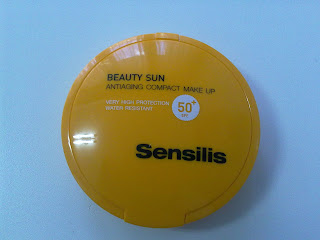 BEAUTY SUN
ANTIAGING COMPACT MAKE UP
VERY HIGH PROTECTION
WATER-RESISTANT
50+
SPF
Sensilis